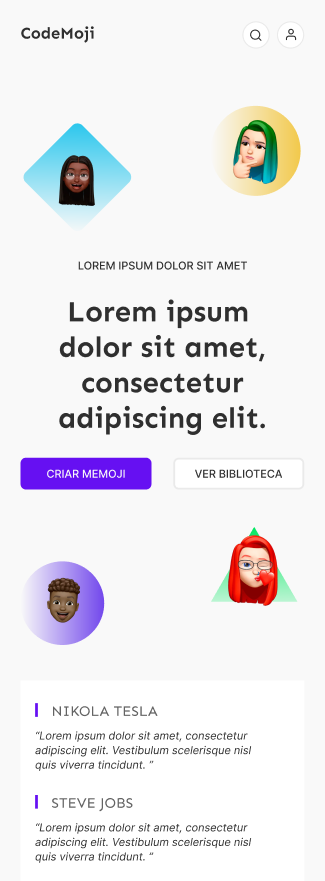 CodeMoji
LOREM IPSUM DOLOR SIT AMET
Lorem ipsum
dolor sit amet,
consectetur
adipiscing elit.
CRIAR MEMOJI
VER BIBLIOTECA
NIKOLA TESLA
“Lorem ipsum dolor sit amet, consectetur
adipiscing elit. Vestibulum scelerisque nisl
quis viverra tincidunt. ”
STEVE JOBS
“Lorem ipsum dolor sit amet, consectetur
adipiscing elit. Vestibulum scelerisque nisl
quis viverra tincidunt. ”